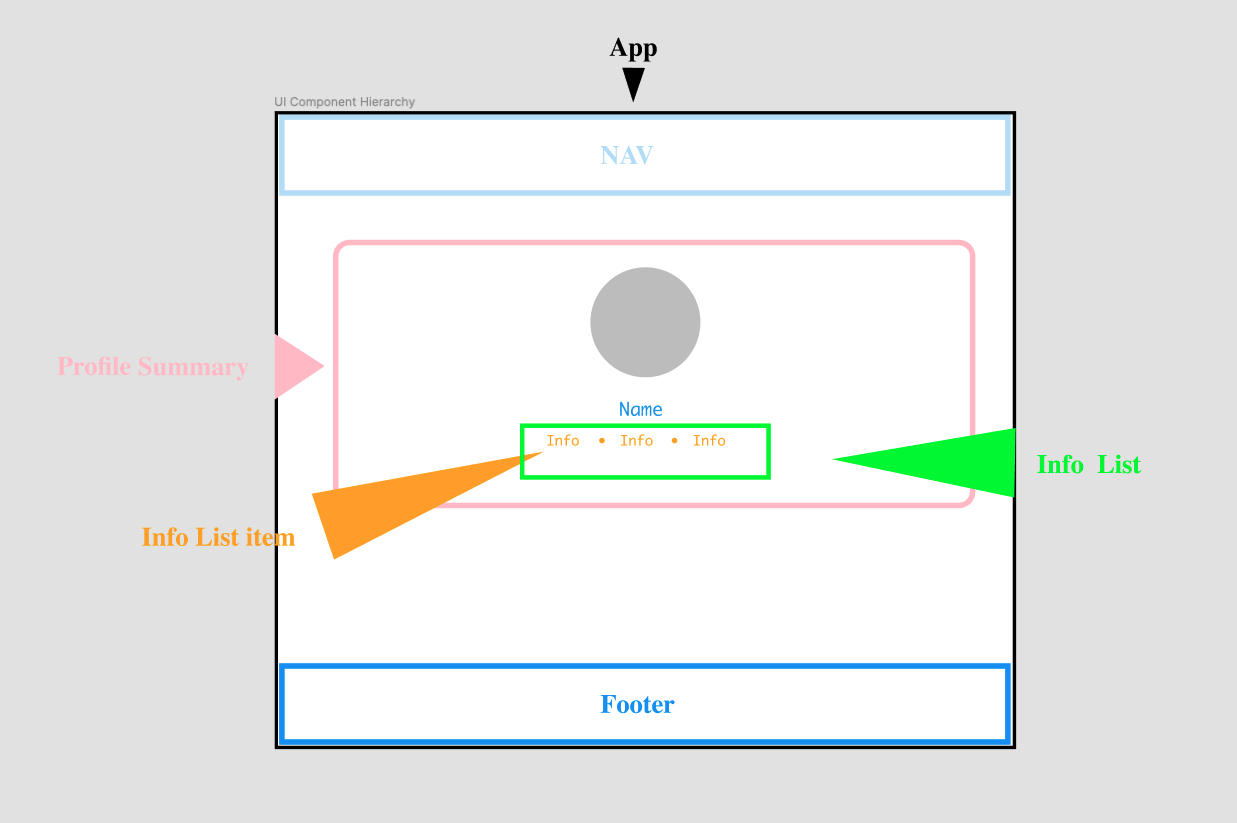 App
UI Component Hierarchy
NAV
Profile Summary
Name
Info • Info • Info
Info List
Info List item
Footer